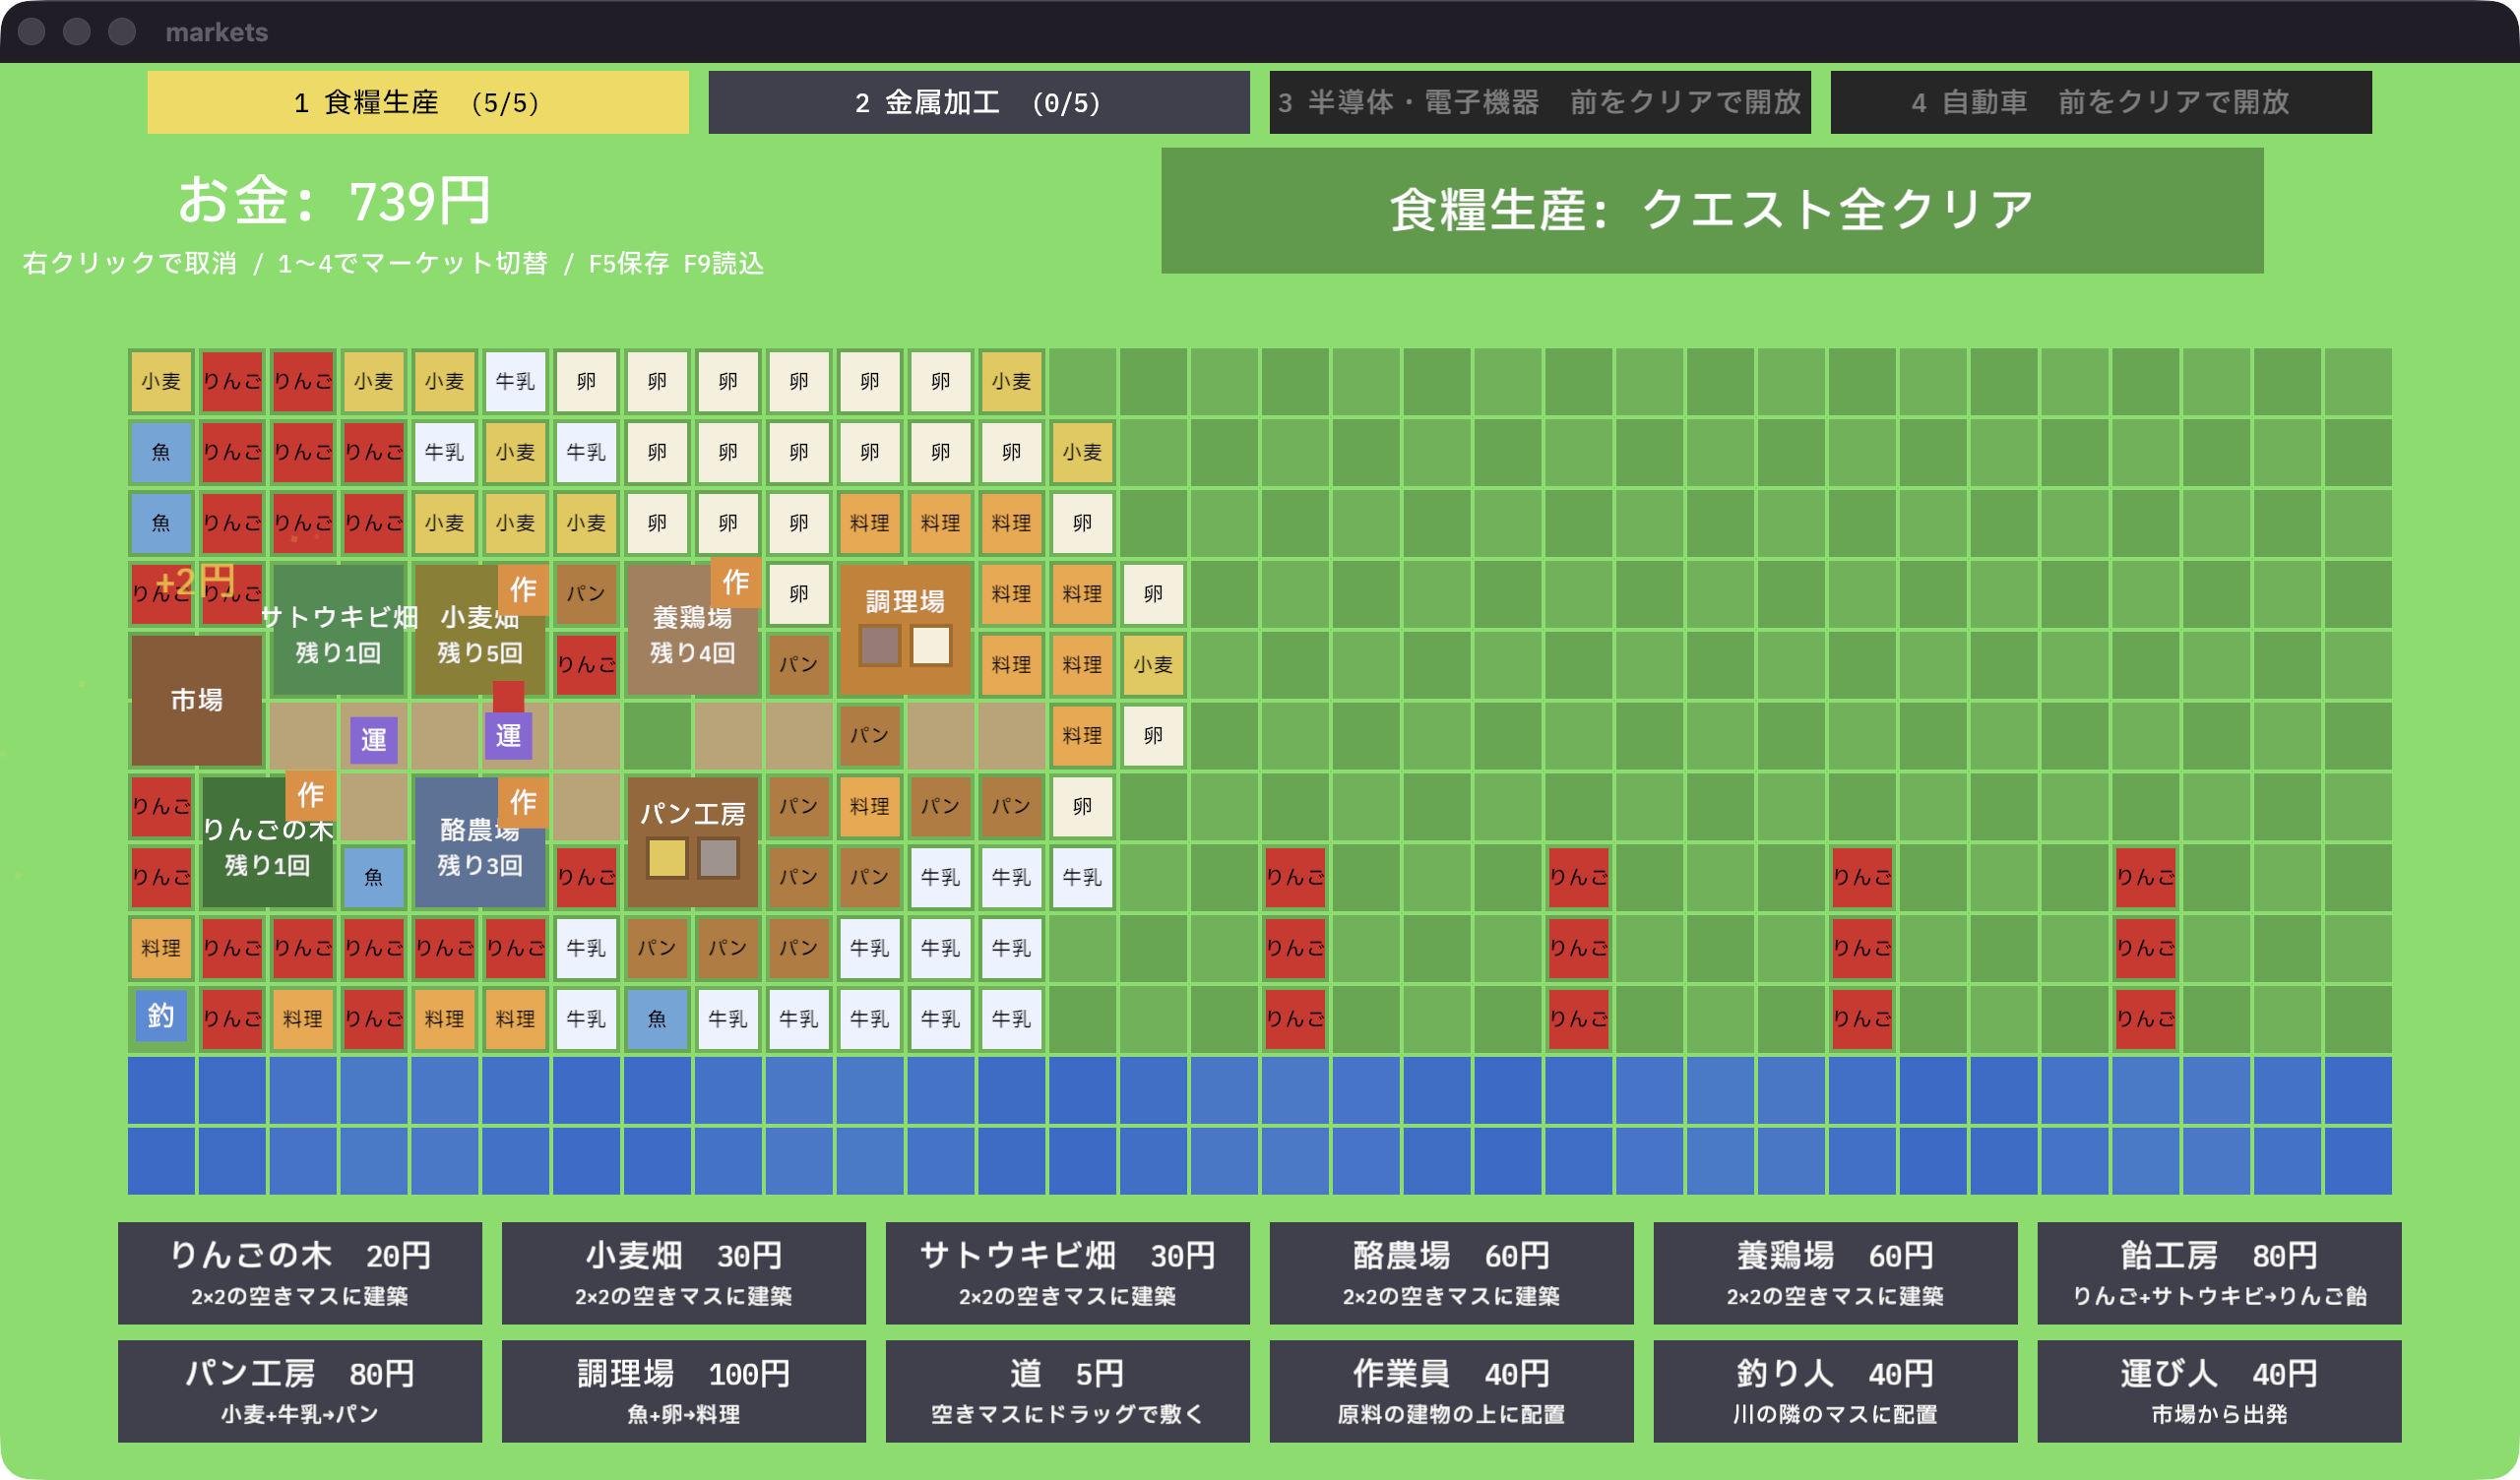 markets
1 食糧生産 (5/5)
2 金属加工 (0/5)
3 半導体・電子機器 前をクリアで開放
4 自動車 前をクリアで開放
お金: 739円
食糧生産: クエスト全クリア
右クリックで取消 / 1〜4でマーケット切替 / F5保存 F9読込
小麦 りんご りんご 小麦 小麦 牛乳 卵 卵 卵 卵 卵 卵 小麦
魚 りんご りんご りんご 牛乳 小麦 牛乳 卵 卵 卵 卵 卵 卵 小麦
魚 りんご りんご りんご 小麦 小麦 小麦 卵 卵 卵 料理 料理 料理 卵
+2円
りんご りんご サトウキビ畑 小麦畑 作 パン 養鶏場 作 卵 調理場 料理 料理 卵
残り1回 残り5回 りんご 残り4回 パン 料理 料理 小麦
市場 運 運 パン 料理 卵
りんご りんごの木 作 酪農場 作 パン工房 パン 料理 パン パン 卵
りんご 残り1回 魚 残り3回 りんご パン パン 牛乳 牛乳 牛乳 りんご りんご りんご りんご
料理 りんご りんご りんご りんご りんご 牛乳 パン パン パン 牛乳 牛乳 牛乳 りんご りんご りんご りんご
釣 りんご 料理 りんご 料理 料理 牛乳 魚 牛乳 牛乳 牛乳 牛乳 牛乳 りんご りんご りんご りんご
りんごの木 20円
2×2の空きマスに建築
小麦畑 30円
2×2の空きマスに建築
サトウキビ畑 30円
2×2の空きマスに建築
酪農場 60円
2×2の空きマスに建築
養鶏場 60円
2×2の空きマスに建築
飴工房 80円
りんご+サトウキビ→りんご飴
パン工房 80円
小麦+牛乳→パン
調理場 100円
魚+卵→料理
道 5円
空きマスにドラッグで敷く
作業員 40円
原料の建物の上に配置
釣り人 40円
川の隣のマスに配置
運び人 40円
市場から出発